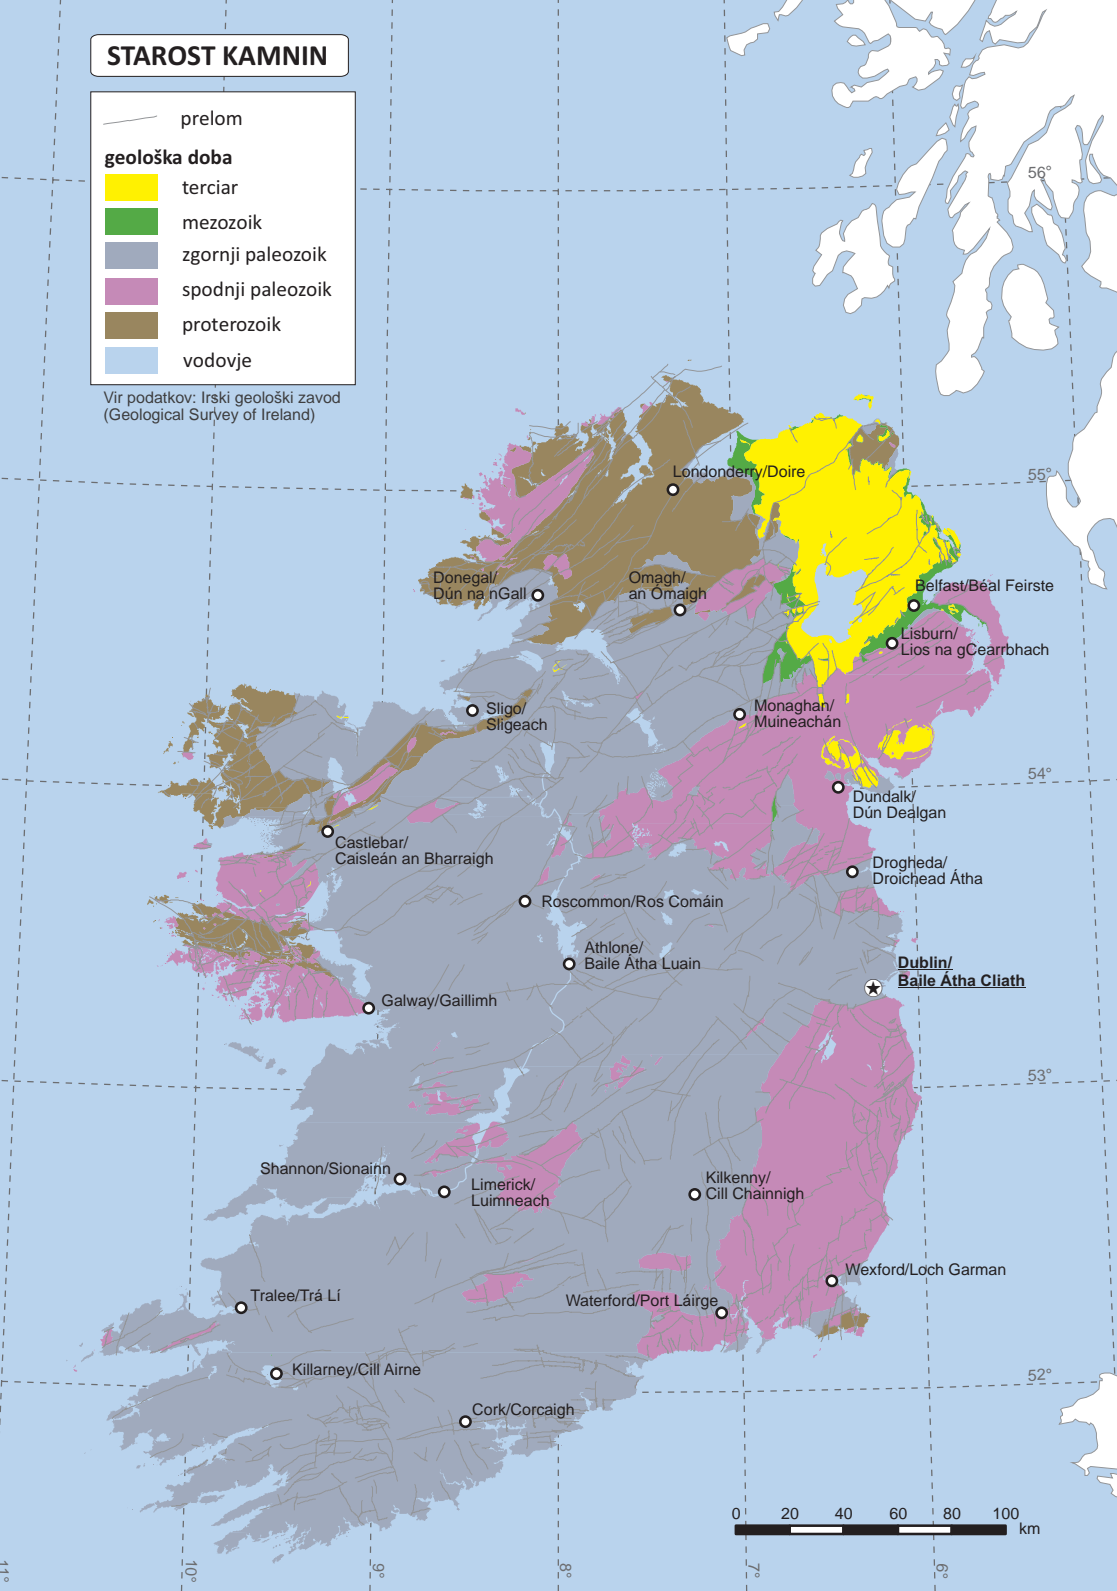 STAROST KAMNIN
prelom
geološka doba
terciar
mezozoik
zgornji paleozoik
spodnji paleozoik
proterozoik
vodovje
Vir podatkov: Irski geološki zavod
(Geological Survey of Ireland)
56°
55°
Londonderry/Doire
Donegal/
Dún na nGall
Omagh/
an Ómaigh
Belfast/Béal Feirste
Lisburn/
Lios na gCearrbhach
Sligo/
Sligeach
Monaghan/
Muineachán
54°
Dundalk/
Dún Dealgan
Castlebar/
Caisleán an Bharraigh
Drogheda/
Droichead Átha
Roscommon/Ros Comáin
Athlone/
Baile Átha Luain
Dublin/
Baile Átha Cliath
Galway/Gaillimh
53°
Shannon/Sionainn
Limerick/
Luimneach
Kilkenny/
Cill Chainnigh
Wexford/Loch Garman
Tralee/Trá Lí
Waterford/Port Láirge
Killarney/Cill Airne
52°
Cork/Corcaigh
0 20 40 60 80 100
km
11°
10°
9°
8°
7°
6°